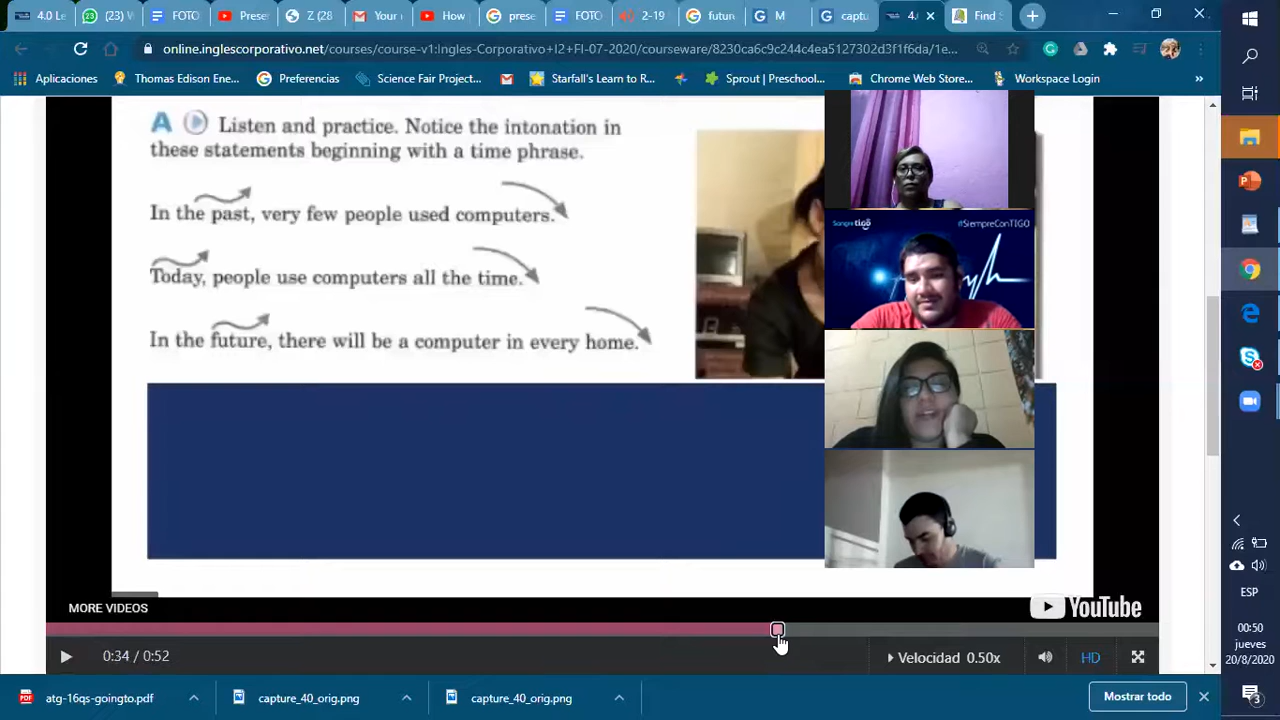 4.0 Le
(23) W
FOTO
Preser
Z (28
Your
How
prese
FOTO
2-19
futur
M
captu
4.0
Find S
online.inglescorporativo.net/courses/course-v1:Ingles-Corporativo+I2+FI-07-2020/courseware/8230ca6c9c244c4ea5127302d3f1f6da/1e...
Aplicaciones
Thomas Edison Ene...
Preferencias
Science Fair Project...
Starfall's Learn to R...
Sprout | Preschool...
Chrome Web Store...
Workspace Login
»
A Listen and practice. Notice the intonation in
these statements beginning with a time phrase.
In the past, very few people used computers.
Today, people use computers all the time.
In the future, there will be a computer in every home.
tigo
#SiempreConTIGO
MORE VIDEOS
YouTube
0:34 / 0:52
Velocidad 0.50x
HD
atg-16qs-goingto.pdf
capture_40_orig.png
capture_40_orig.png
Mostrar todo
ESP
00:50
jueves
20/8/2020
3